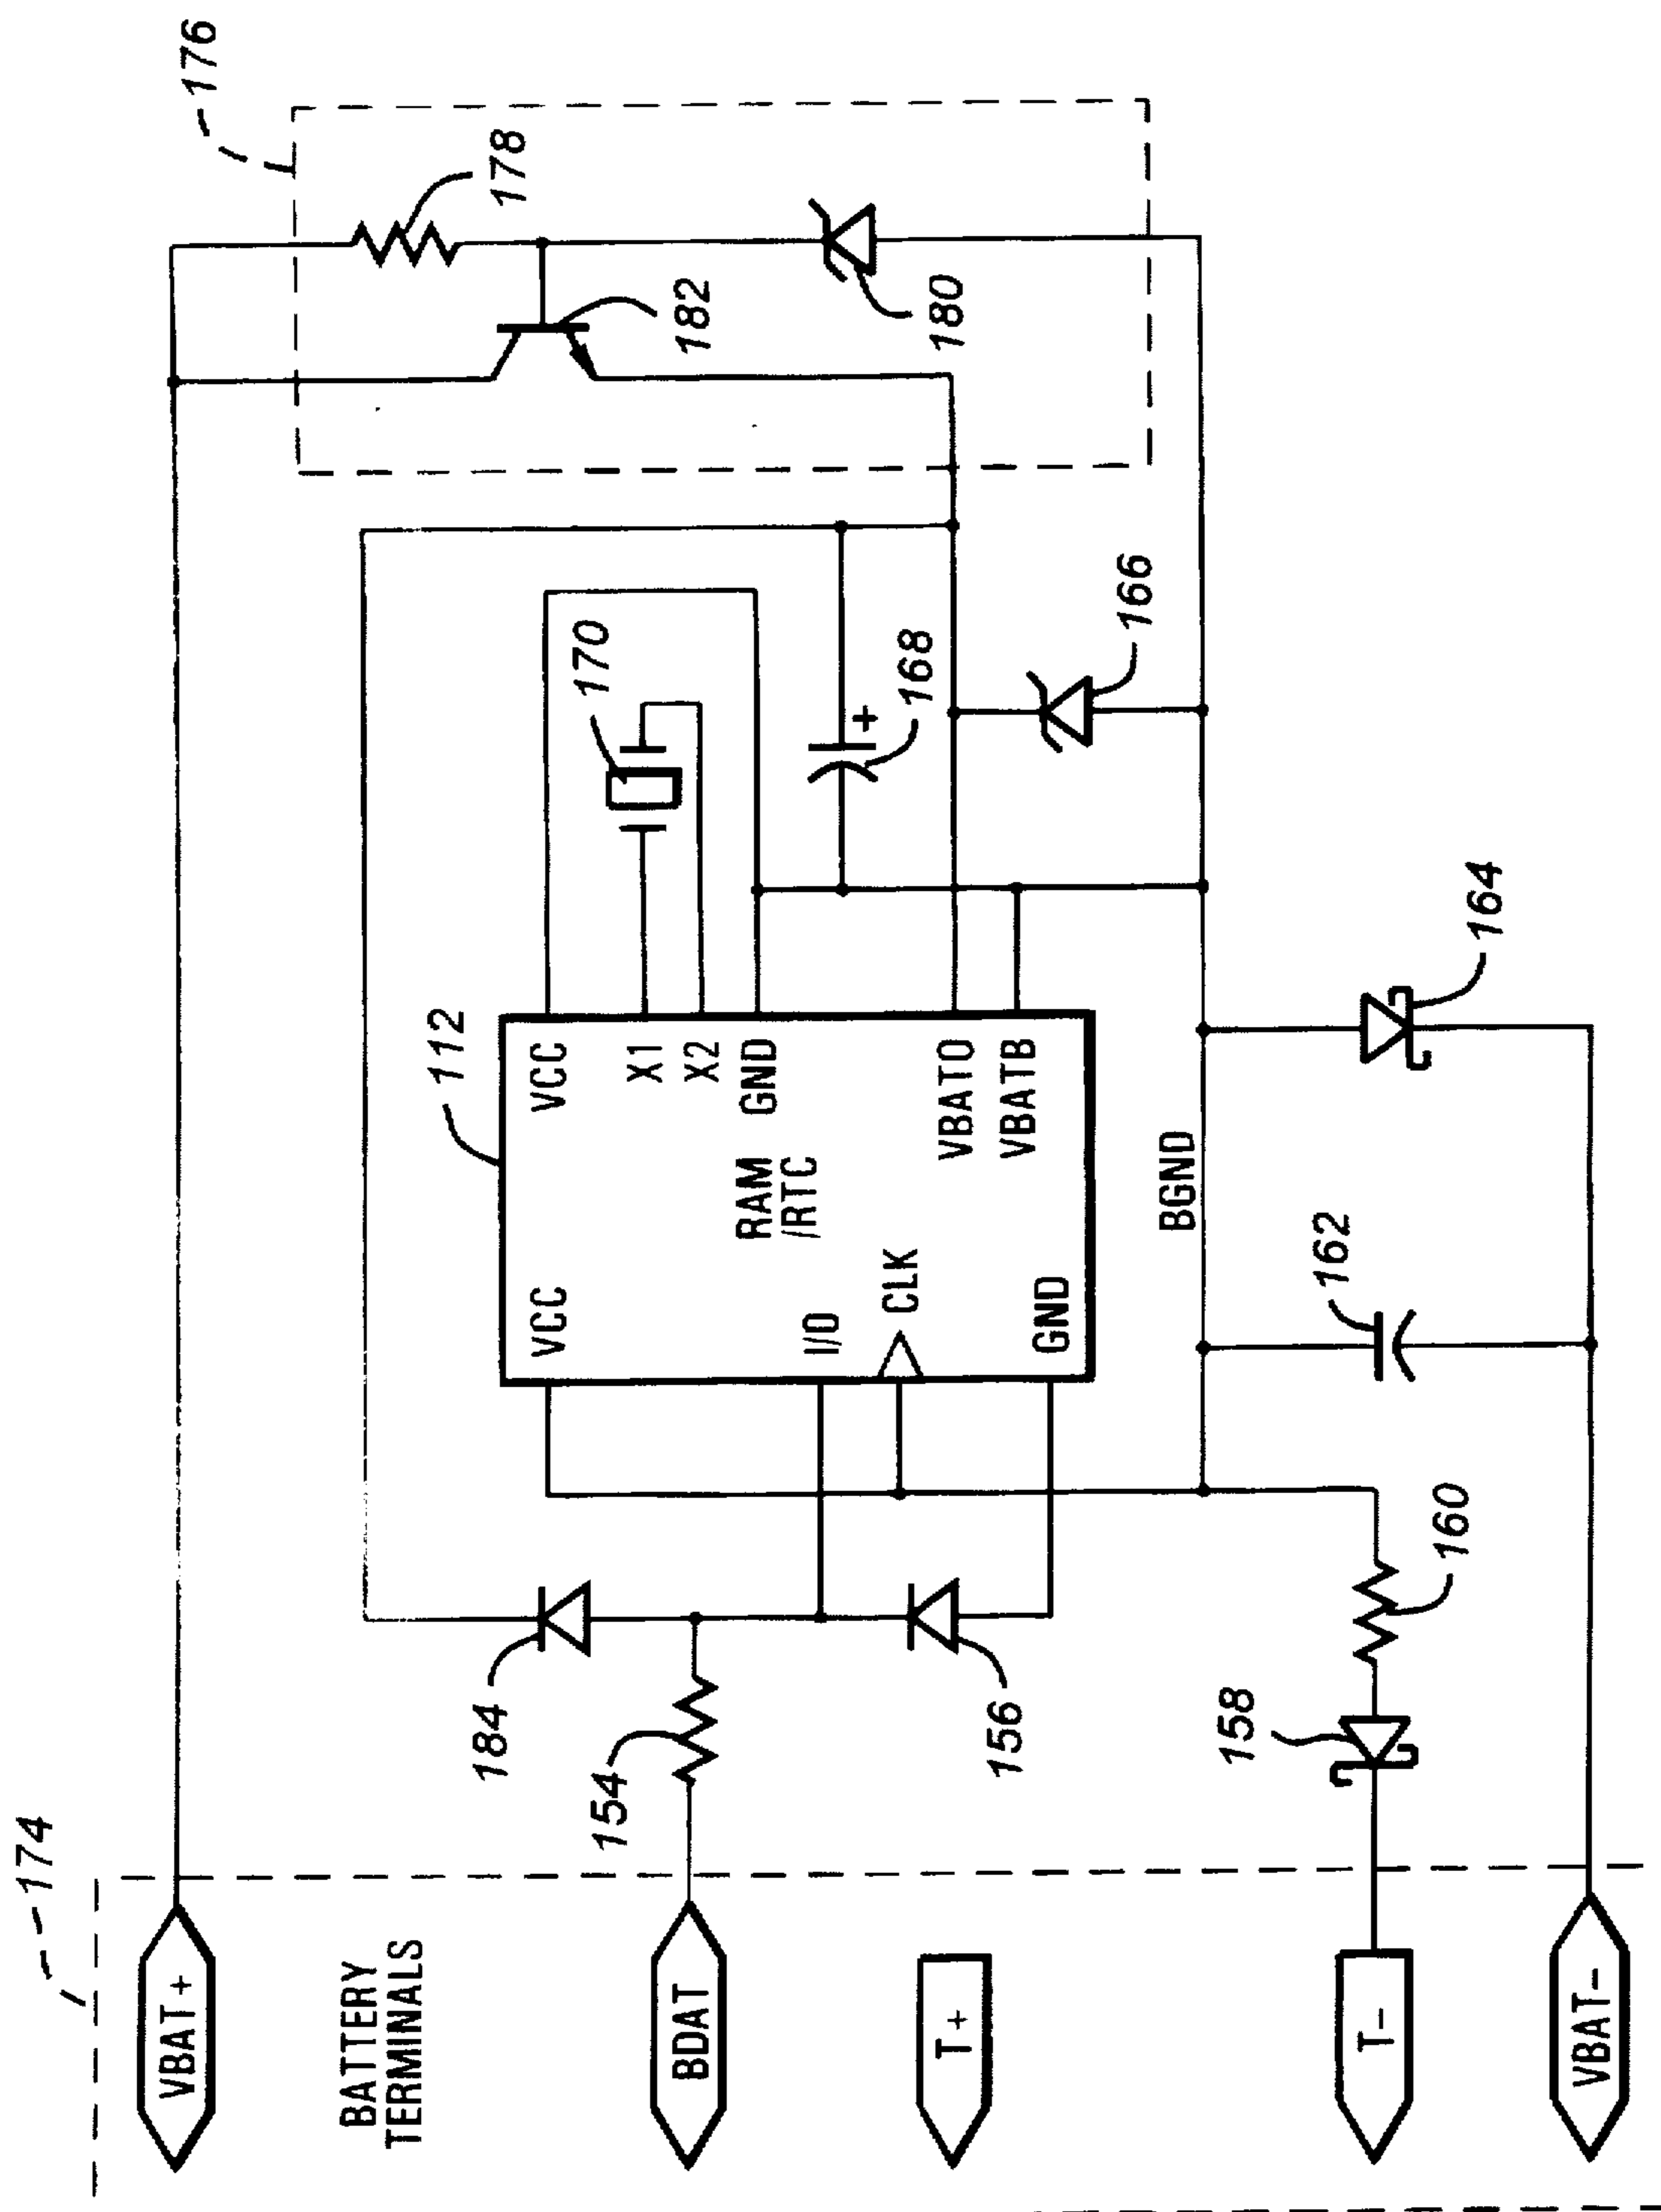 174
VBAT+
BATTERY
TERMINALS
BDAT
T+
T-
VBAT-
184
154
156
158
160
112
VCC
I/O
CLK
GND
RAM
/RTC
VCC
X1
X2
GND
VBATO
VBATB
BGND
162
164
170
168
166
176
178
182
180
+